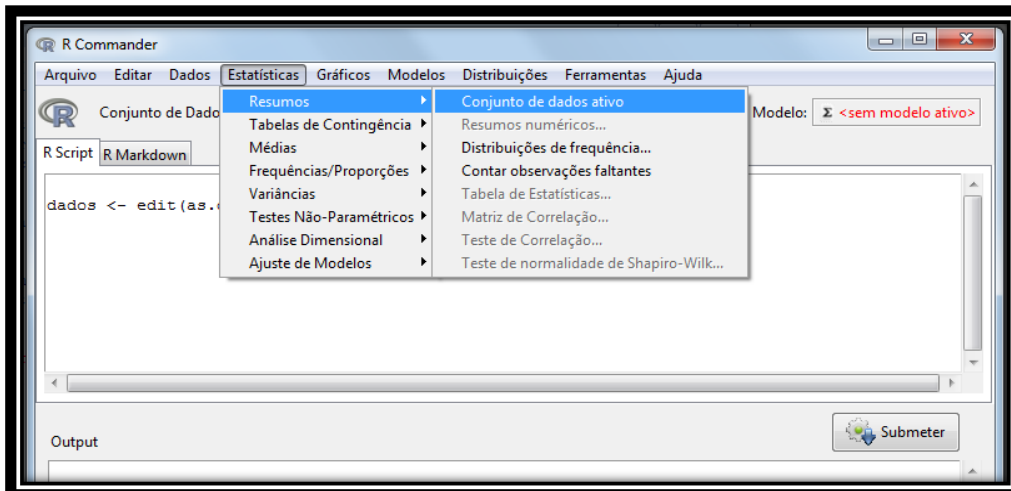 R Commander
Arquivo Editar Dados Estatísticas Gráficos Modelos Distribuições Ferramentas Ajuda
R Conjunto de Dado
Modelo: Σ <sem modelo ativo>
R Script R Markdown
dados <- edit(as.
Resumos
Tabelas de Contingência
Médias
Frequências/Proporções
Variâncias
Testes Não-Paramétricos
Análise Dimensional
Ajuste de Modelos
Conjunto de dados ativo
Resumos numéricos...
Distribuições de frequência...
Contar observações faltantes
Tabela de Estatísticas...
Matriz de Correlação...
Teste de Correlação...
Teste de normalidade de Shapiro-Wilk...
Output
Submeter